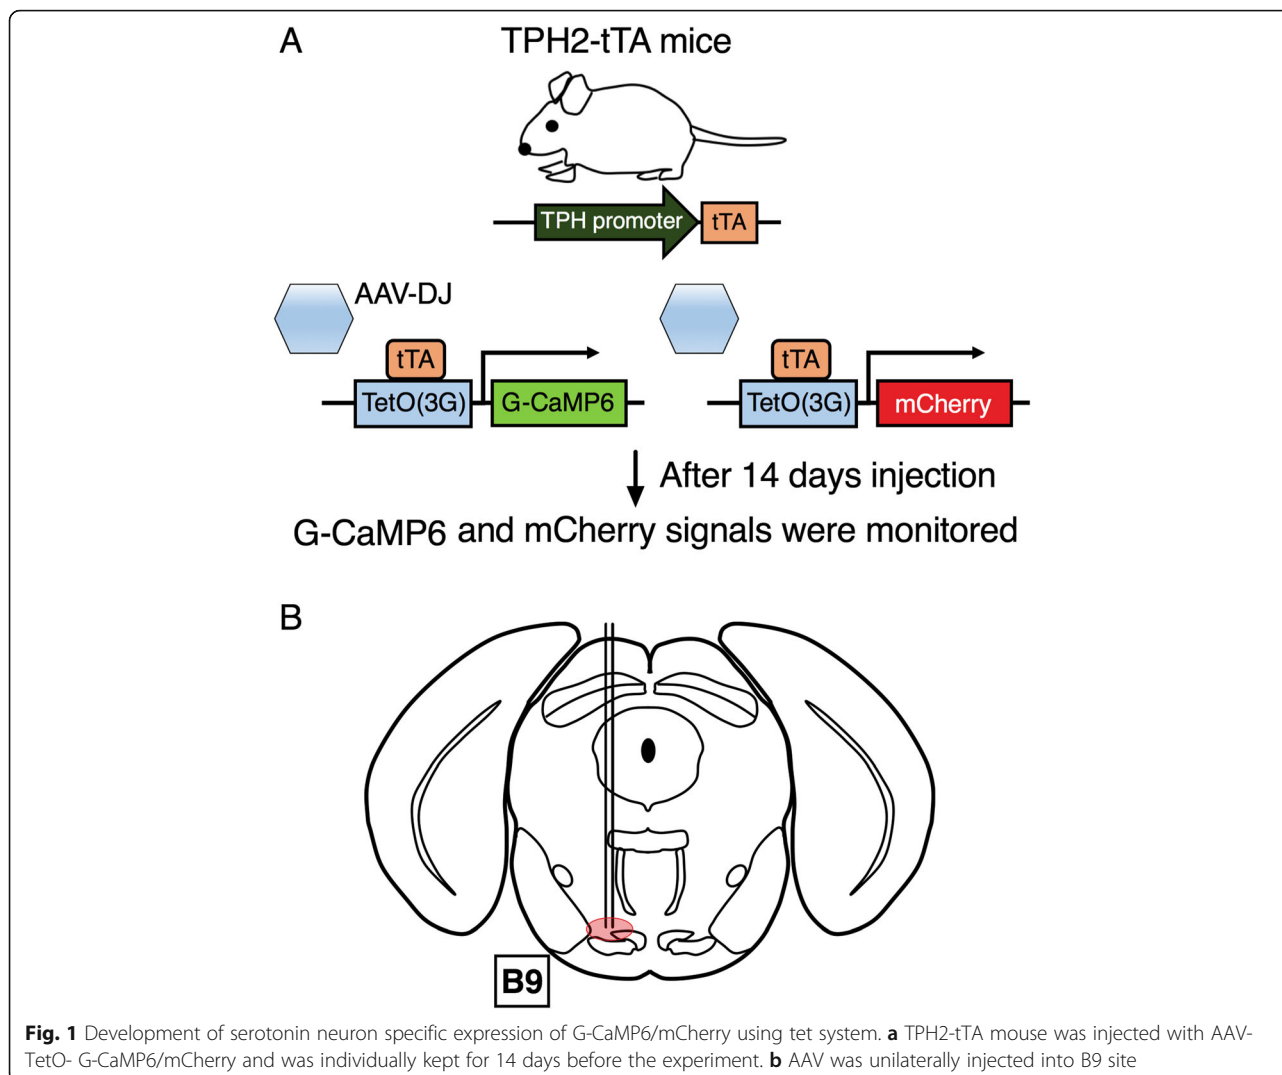 A
TPH2-tTA mice
TPH promoter tTA
AAV-DJ
tTA tTA
TetO(3G) G-CaMP6 TetO(3G) mCherry
After 14 days injection
G-CaMP6 and mCherry signals were monitored
B
B9
Fig. 1 Development of serotonin neuron specific expression of G-CaMP6/mCherry using tet system. a TPH2-tTA mouse was injected with AAV-
TetO- G-CaMP6/mCherry and was individually kept for 14 days before the experiment. b AAV was unilaterally injected into B9 site